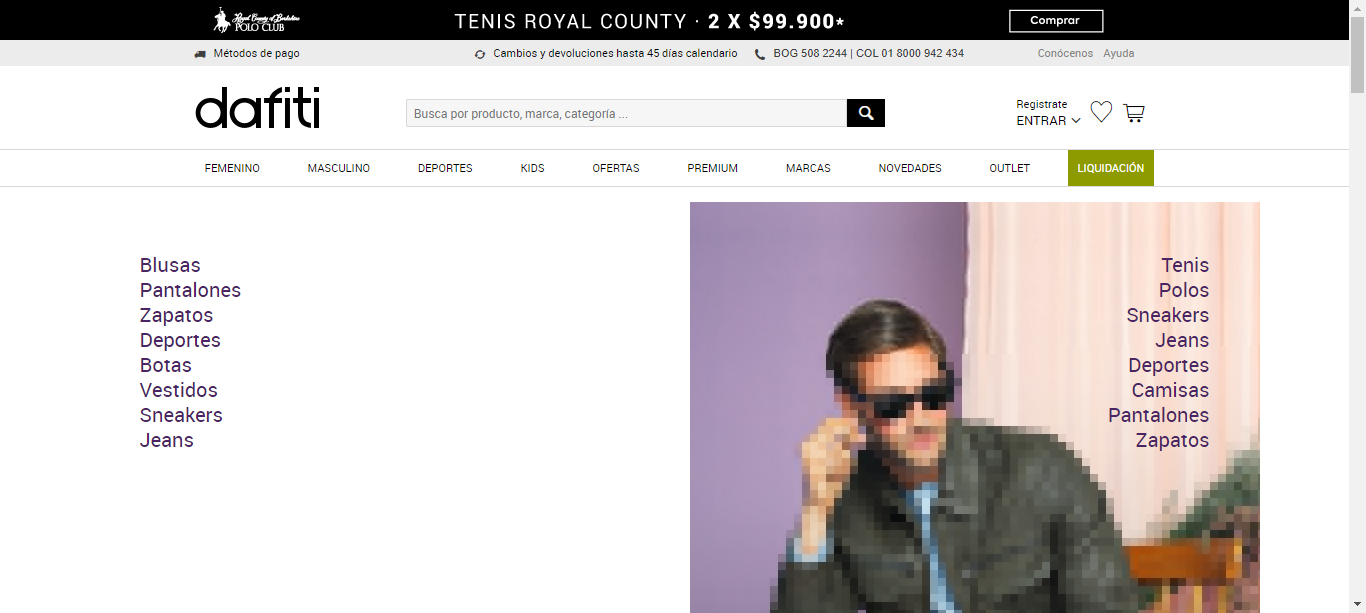 Royal County of Berkshire
POLO CLUB
TENIS ROYAL COUNTY · 2 X $99.900*
Comprar
Métodos de pago
Cambios y devoluciones hasta 45 días calendario
BOG 508 2244 | COL 01 8000 942 434
Conócenos
Ayuda
dafiti
Busca por producto, marca, categoría ...
Registrate
ENTRAR
FEMENINO
MASCULINO
DEPORTES
KIDS
OFERTAS
PREMIUM
MARCAS
NOVEDADES
OUTLET
LIQUIDACIÓN
Blusas
Pantalones
Zapatos
Deportes
Botas
Vestidos
Sneakers
Jeans
Tenis
Polos
Sneakers
Jeans
Deportes
Camisas
Pantalones
Zapatos